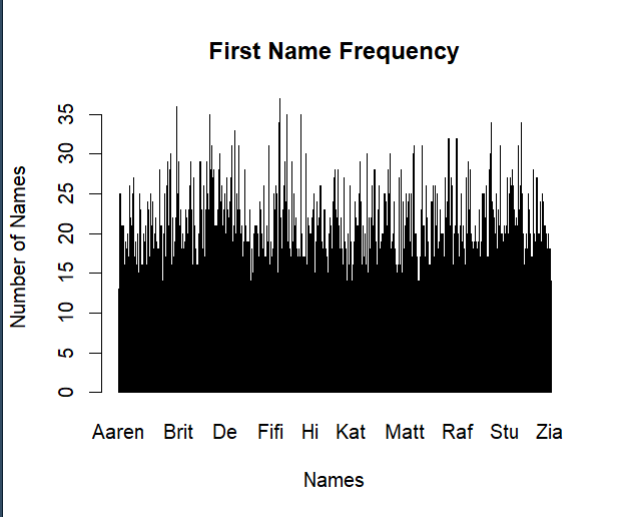 First Name Frequency
Number of Names
35
30
25
20
15
10
5
0
Aaren Brit De Fifi Hi Kat Matt Raf Stu Zia
Names